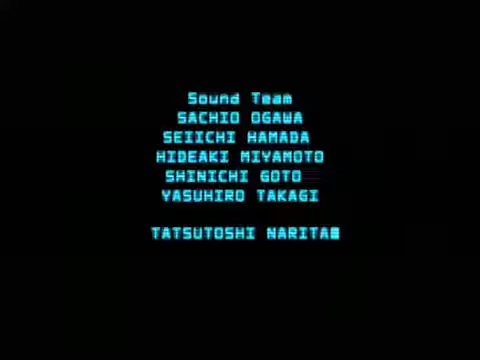 Sound Team
SACHIO OGAWA
SEIICHI HAMADA
HIDEAKI MIYAMOTO
SHINICHI GOTO
YASUHIRO TAKAGI
TATSUTOSHI NARITA